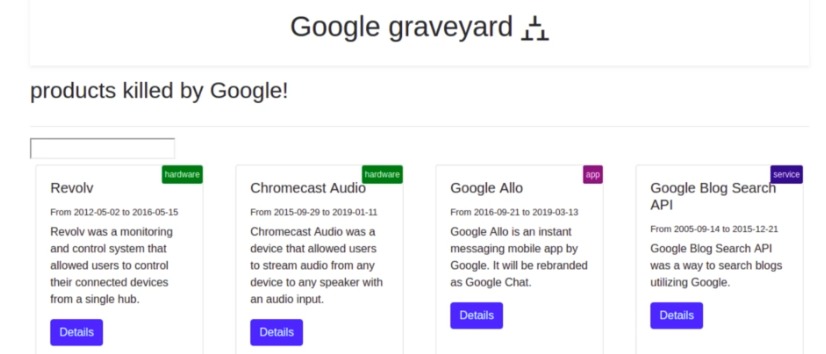 Google graveyard
products killed by Google!
hardware
Revolv
From 2012-05-02 to 2016-05-15
Revolv was a monitoring
and control system that
allowed users to control
their connected devices
from a single hub.
Details
hardware
Chromecast Audio
From 2015-09-29 to 2019-01-11
Chromecast Audio was a
device that allowed users
to stream audio from any
device to any speaker with
an audio input.
Details
app
Google Allo
From 2016-09-21 to 2019-03-13
Google Allo is an instant
messaging mobile app by
Google. It will be rebranded
as Google Chat.
Details
service
Google Blog Search
API
From 2005-09-14 to 2015-12-21
Google Blog Search API
was a way to search blogs
utilizing Google.
Details